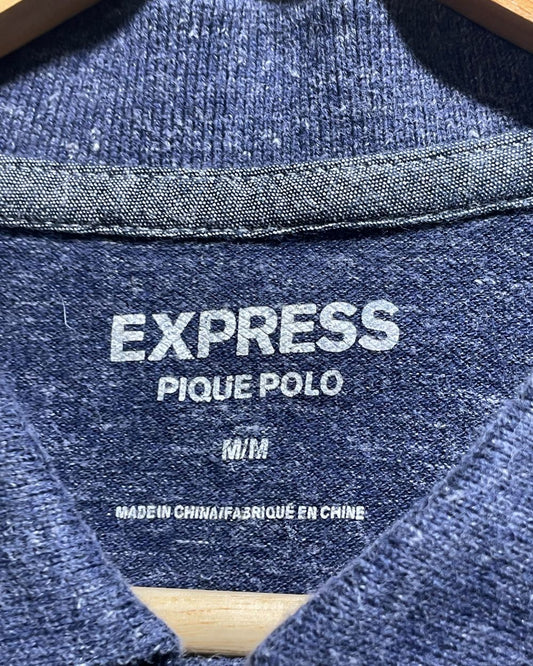 EXPRESS
PIQUE POLO
M/M
MADE IN CHINA/FABRIQUÉ EN CHINE